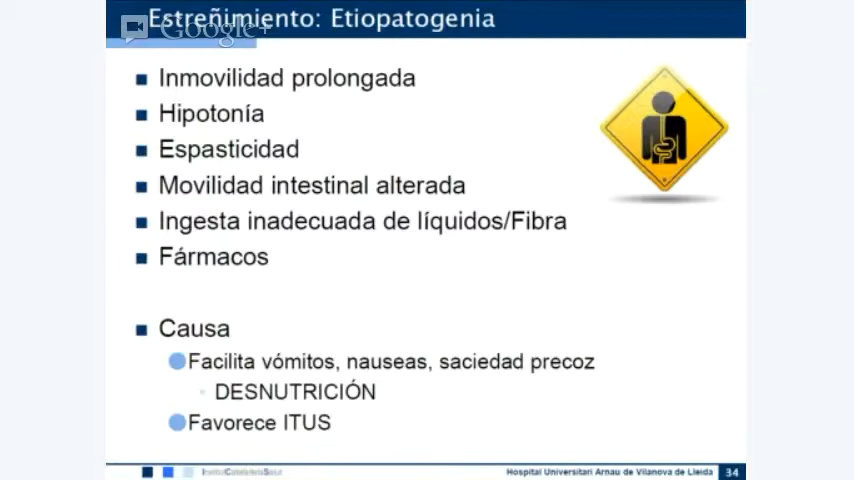 Estreñimiento: Etiopatogenia
Google+
Inmovilidad prolongada
Hipotonía
Espasticidad
Movilidad intestinal alterada
Ingesta inadecuada de líquidos/Fibra
Fármacos
Causa
Facilita vómitos, nauseas, saciedad precoz
DESNUTRICIÓN
Favorece ITUS
Hospital Universitari Arnau de Vilanova de Lleida 34